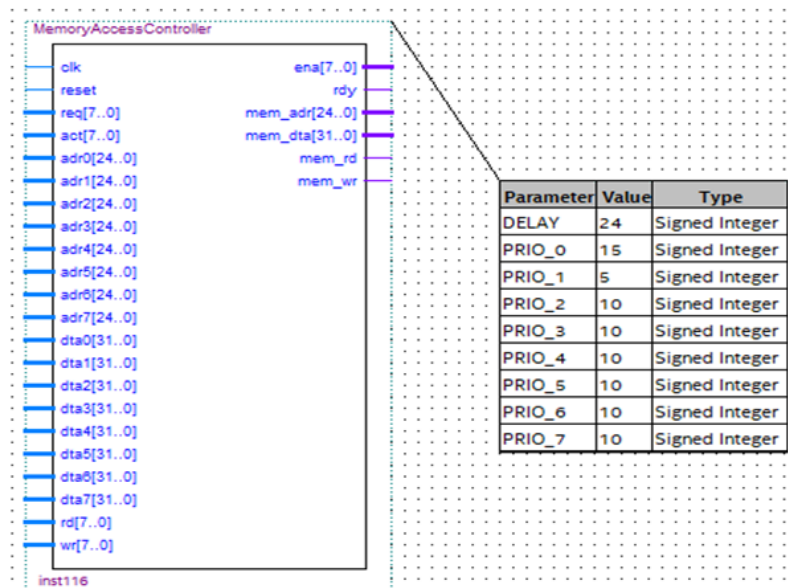 MemoryAccessController
clk
reset
req[7..0]
act[7..0]
adr0[24..0]
adr1[24..0]
adr2[24..0]
adr3[24..0]
adr4[24..0]
adr5[24..0]
adr6[24..0]
adr7[24..0]
dta0[31..0]
dta1[31..0]
dta2[31..0]
dta3[31..0]
dta4[31..0]
dta5[31..0]
dta6[31..0]
dta7[31..0]
rd[7..0]
wr[7..0]
ena[7..0]
rdy
mem_adr[24..0]
mem_dta[31..0]
mem_rd
mem_wr
inst116
Parameter Value Type
DELAY 24 Signed Integer
PRIO_0 15 Signed Integer
PRIO_1 5 Signed Integer
PRIO_2 10 Signed Integer
PRIO_3 10 Signed Integer
PRIO_4 10 Signed Integer
PRIO_5 10 Signed Integer
PRIO_6 10 Signed Integer
PRIO_7 10 Signed Integer